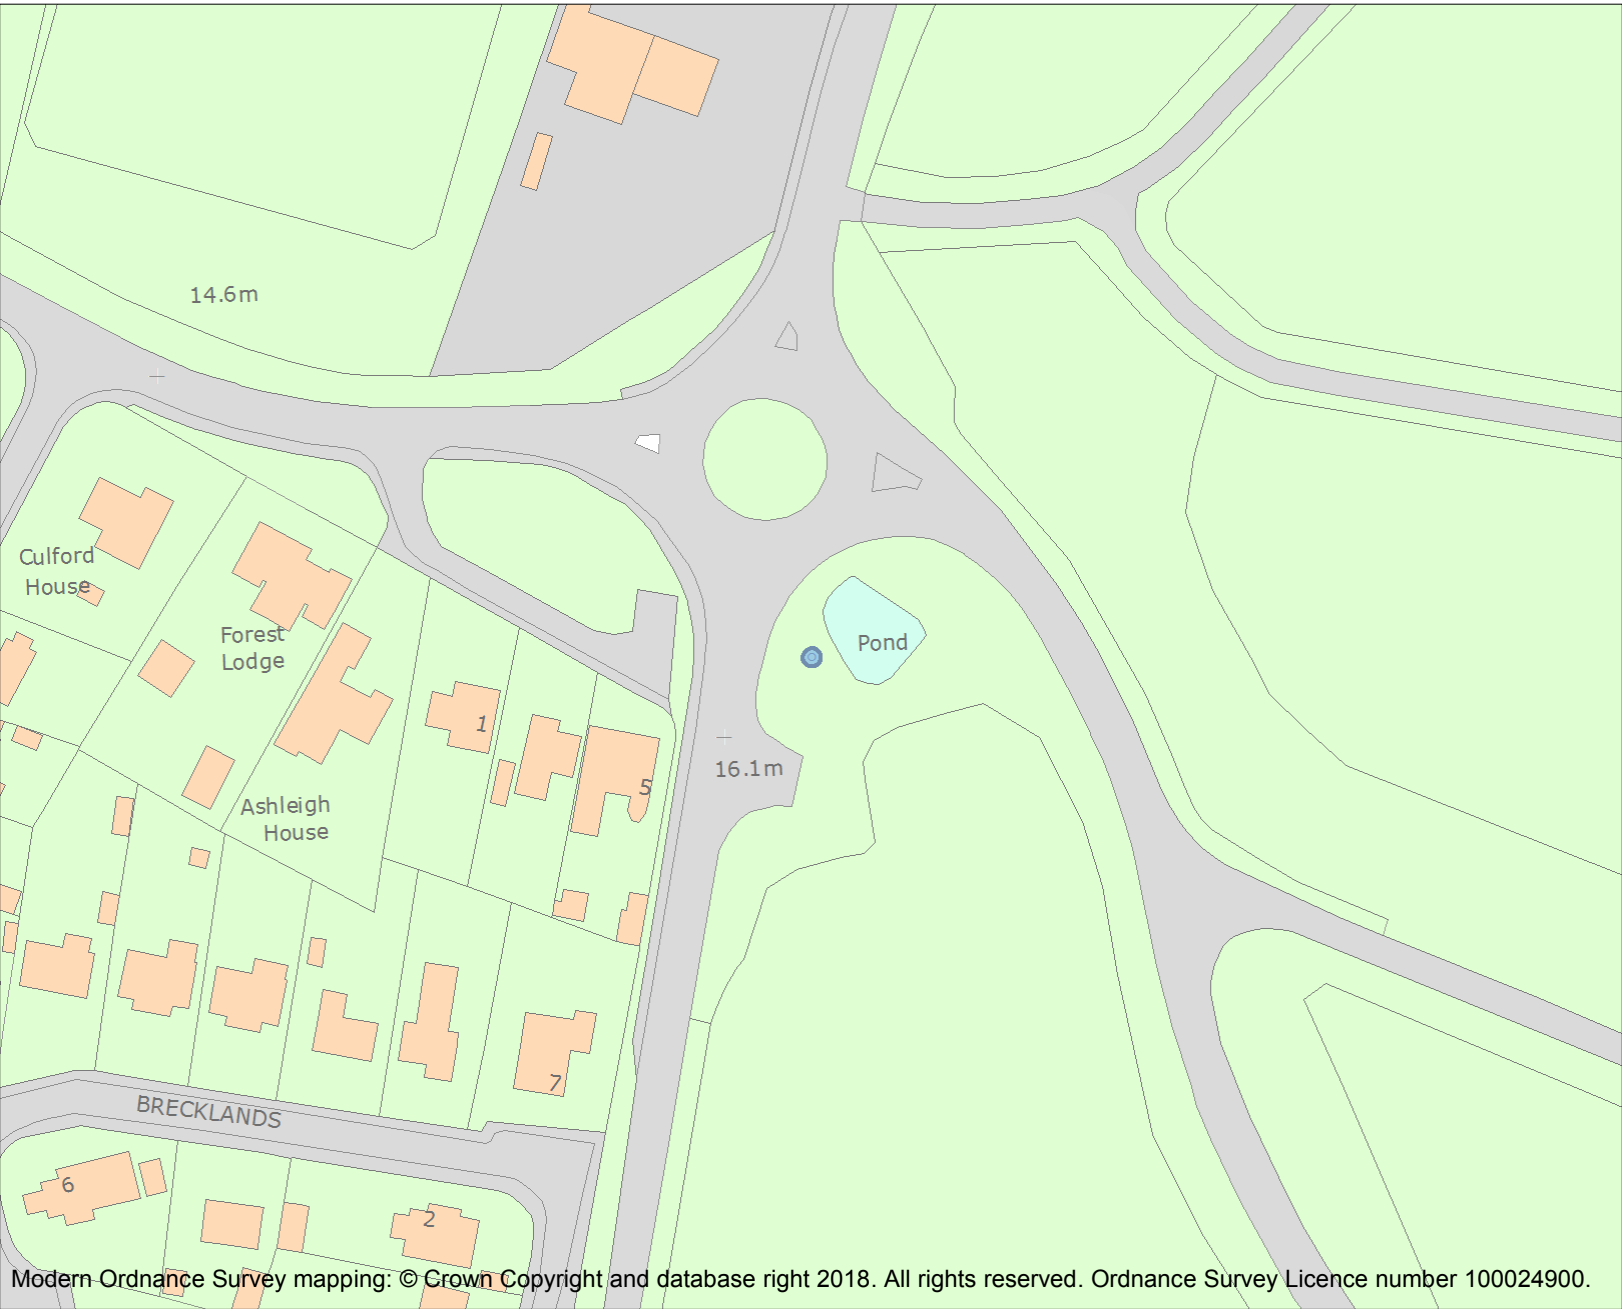 14.6m
Culford
House
Forest
Lodge
Pond
1
16.1m
5
Ashleigh
House
7
BRECKLANDS
6
2
Modern Ordnance Survey mapping: © Crown Copyright and database right 2018. All rights reserved. Ordnance Survey Licence number 100024900.